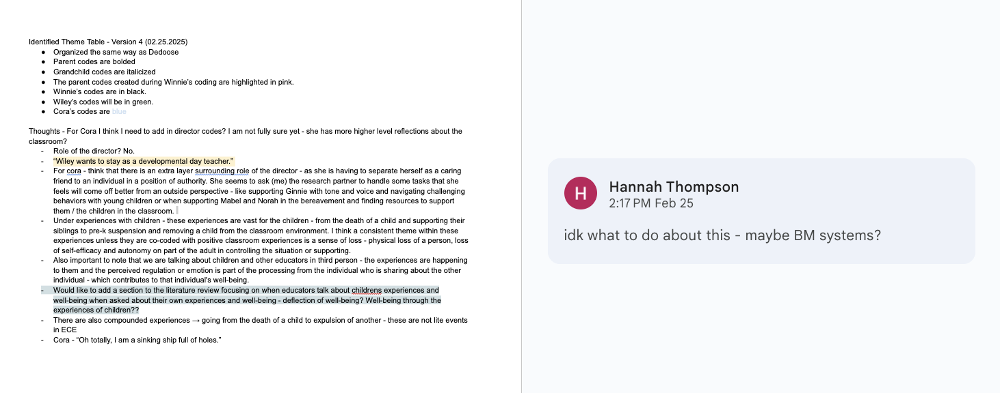 Identified Theme Table - Version 4 (02.25.2025)
● Organized the same way as Dedoose
● Parent codes are bolded
● Grandchild codes are italicized
● The parent codes created during Winnie's coding are highlighted in pink.
● Winnie's codes are in black.
● Wiley's codes will be in green.
● Cora's codes are blue
Thoughts - For Cora I think I need to add in director codes? I am not fully sure yet - she has more higher level reflections about the
classroom?
- Role of the director? No.
- "Wiley wants to stay as a developmental day teacher."
- For cora - think that there is an extra layer surrounding role of the director - as she is having to separate herself as a caring
friend to an individual in a position of authority. She seems to ask (me) the research partner to handle some tasks that she
feels will come off better from an outside perspective - like supporting Ginnie with tone and voice and navigating challenging
behaviors with young children or when supporting Mabel and Norah in the bereavement and finding resources to support
them / the children in the classroom.
- Under experiences with children - these experiences are vast for the children - from the death of a child and supporting their
siblings to pre-k suspension and removing a child from the classroom environment. I think a consistent theme within these
experiences unless they are co-coded with positive classroom experiences is a sense of loss - physical loss of a person, loss
of self-efficacy and autonomy on part of the adult in controlling the situation or supporting.
- Also important to note that we are talking about children and other educators in third person - the experiences are happening
to them and the perceived regulation or emotion is part of the processing from the individual who is sharing about the other
individual - which contributes to that individual's well-being.
- Would like to add a section to the literature review focusing on when educators talk about childrens experiences and
well-being when asked about their own experiences and well-being - deflection of well-being? Well-being through the
experiences of children??
- There are also compounded experiences → going from the death of a child to expulsion of another - these are not lite events
in ECE
- Cora - "Oh totally, I am a sinking ship full of holes."
H
Hannah Thompson
2:17 PM Feb 25
idk what to do about this - maybe BM systems?